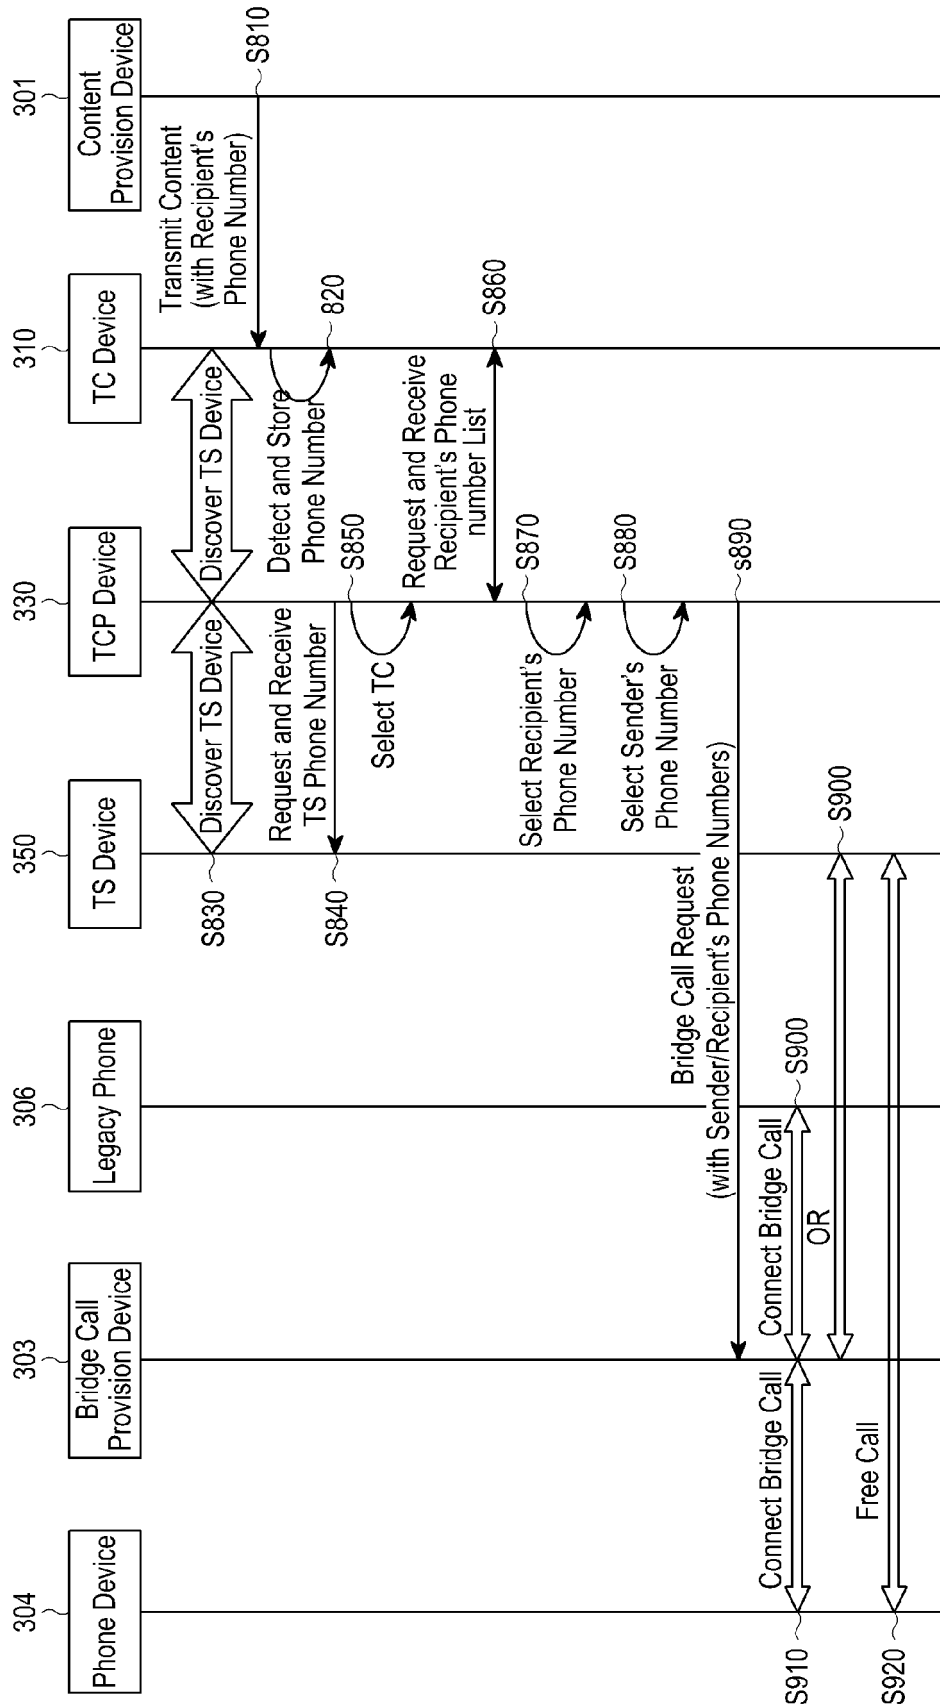 304
Phone Device
303
Bridge Call
Provision Device
306
Legacy Phone
350
TS Device
330
TCP Device
310
TC Device
301
Content
Provision Device
S830
Discover TS Device
Discover TS Device
Transmit Content
(with Recipient's
Phone Number)
S810
Detect and Store
Phone Number
820
Request and Receive
TS Phone Number
S840
S850
Select TC
Request and Receive
Recipient's Phone
number List
S860
S870
Select Recipient's
Phone Number
S880
Select Sender's
Phone Number
s890
Bridge Call Request
(with Sender/Recipient's Phone Numbers)
Connect Bridge Call
S910
Connect Bridge Call
S900
OR
S900
Free Call
S920